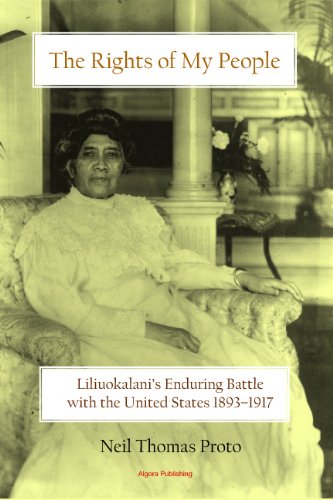 The Rights of My People
Liliuokalani's Enduring Battle
with the United States 1893–1917
Neil Thomas Proto
Algora Publishing